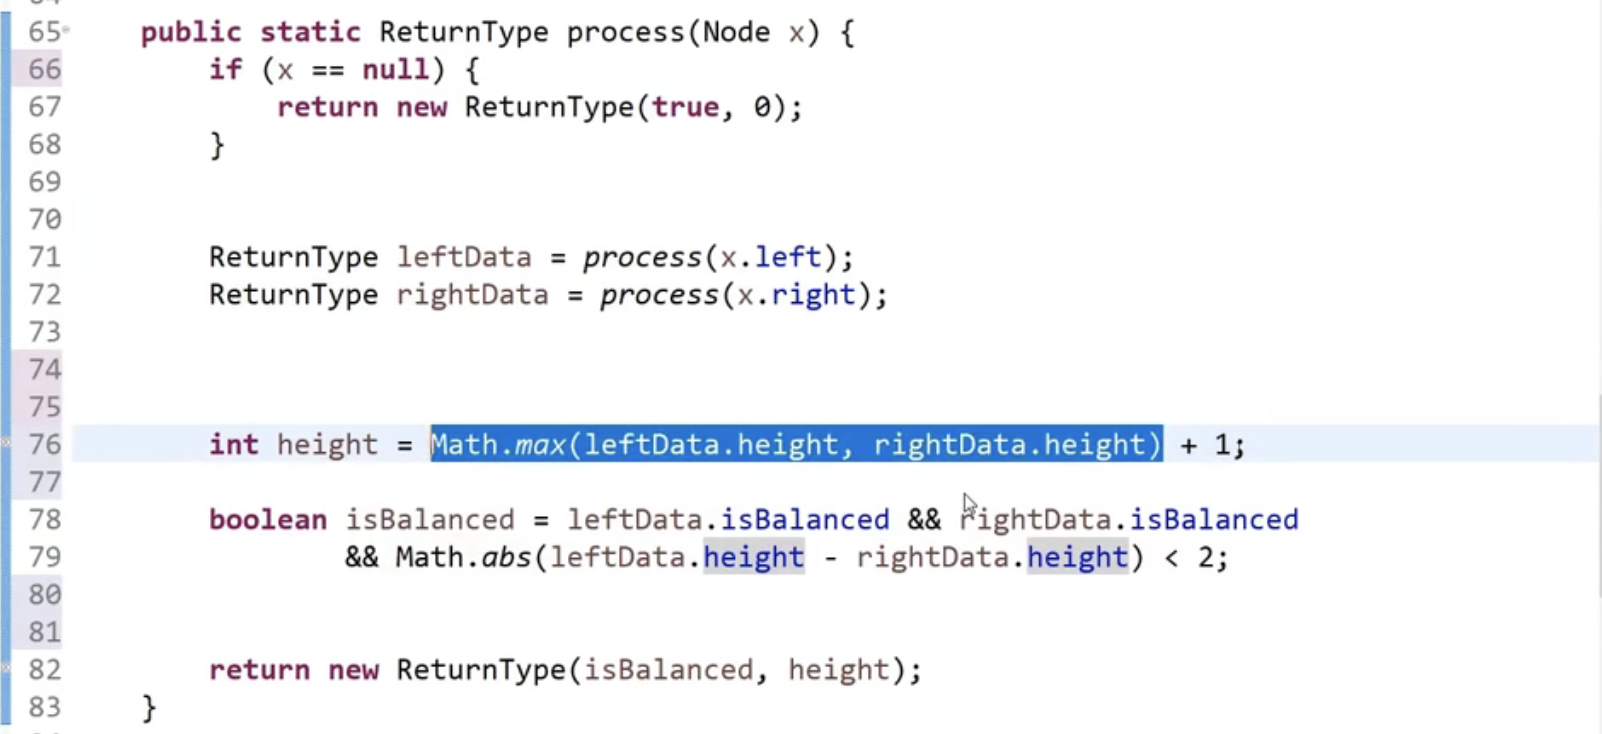 65 public static ReturnType process(Node x) {
66 if (x == null) {
67 return new ReturnType(true, 0);
68 }
69
70
71 ReturnType leftData = process(x.left);
72 ReturnType rightData = process(x.right);
73
74
75
76 int height = Math.max(leftData.height, rightData.height) + 1;
77
78 boolean isBalanced = leftData.isBalanced && rightData.isBalanced
79 && Math.abs(leftData.height - rightData.height) < 2;
80
81
82 return new ReturnType(isBalanced, height);
83 }